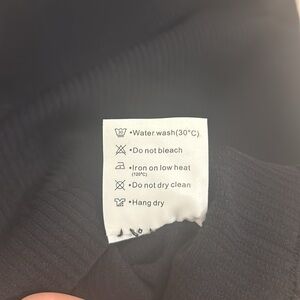 •Water wash(30°C)
•Do not bleach
•Iron on low heat
(100°C)
•Do not dry clean
•Hang dry